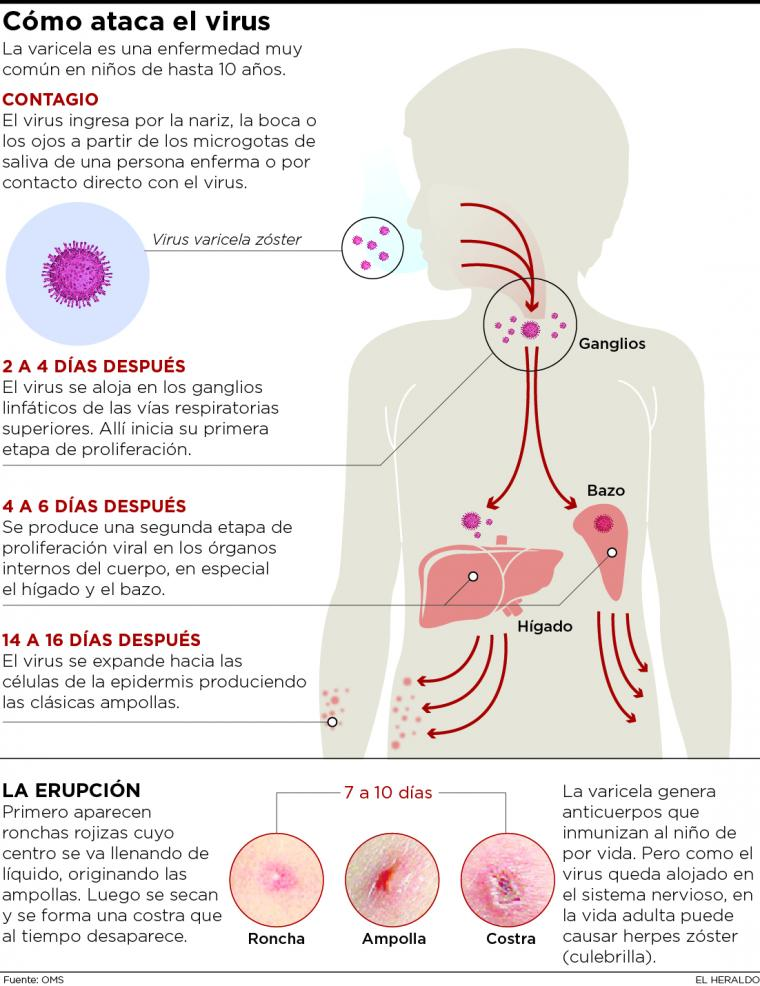 Cómo ataca el virus
La varicela es una enfermedad muy
común en niños de hasta 10 años.
CONTAGIO
El virus ingresa por la nariz, la boca o
los ojos a partir de los microgotas de
saliva de una persona enferma o por
contacto directo con el virus.
Virus varicela zóster
Ganglios
2 A 4 DÍAS DESPUÉS
El virus se aloja en los ganglios
linfáticos de las vías respiratorias
superiores. Allí inicia su primera
etapa de proliferación.
Bazo
4 A 6 DÍAS DESPUÉS
Se produce una segunda etapa de
proliferación viral en los órganos
internos del cuerpo, en especial
el hígado y el bazo.
Hígado
14 A 16 DÍAS DESPUÉS
El virus se expande hacia las
células de la epidermis produciendo
las clásicas ampollas.
LA ERUPCIÓN
Primero aparecen
ronchas rojizas cuyo
centro se va llenando de
líquido, originando las
ampollas. Luego se secan
y se forma una costra que
al tiempo desaparece.
7 a 10 días
Roncha
Ampolla
Costra
La varicela genera
anticuerpos que
inmunizan al niño de
por vida. Pero como el
virus queda alojado en
el sistema nervioso, en
la vida adulta puede
causar herpes zóster
(culebrilla).
Fuente: OMS
EL HERALDO